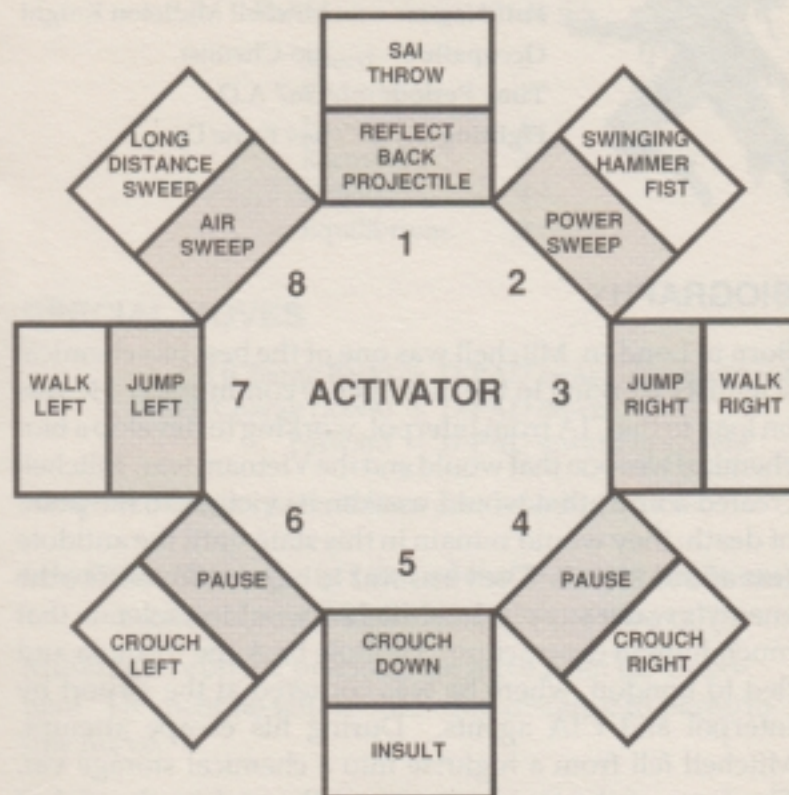 SAI
THROW
REFLECT
BACK
PROJECTILE
LONG
DISTANCE
SWEEP
AIR
SWEEP
SWINGING
HAMMER
FIST
POWER
SWEEP
1
8
2
WALK
LEFT
JUMP
LEFT
7 ACTIVATOR 3
JUMP
RIGHT
WALK
RIGHT
6
4
5
PAUSE
CROUCH
LEFT
CROUCH
DOWN
INSULT
PAUSE
CROUCH
RIGHT